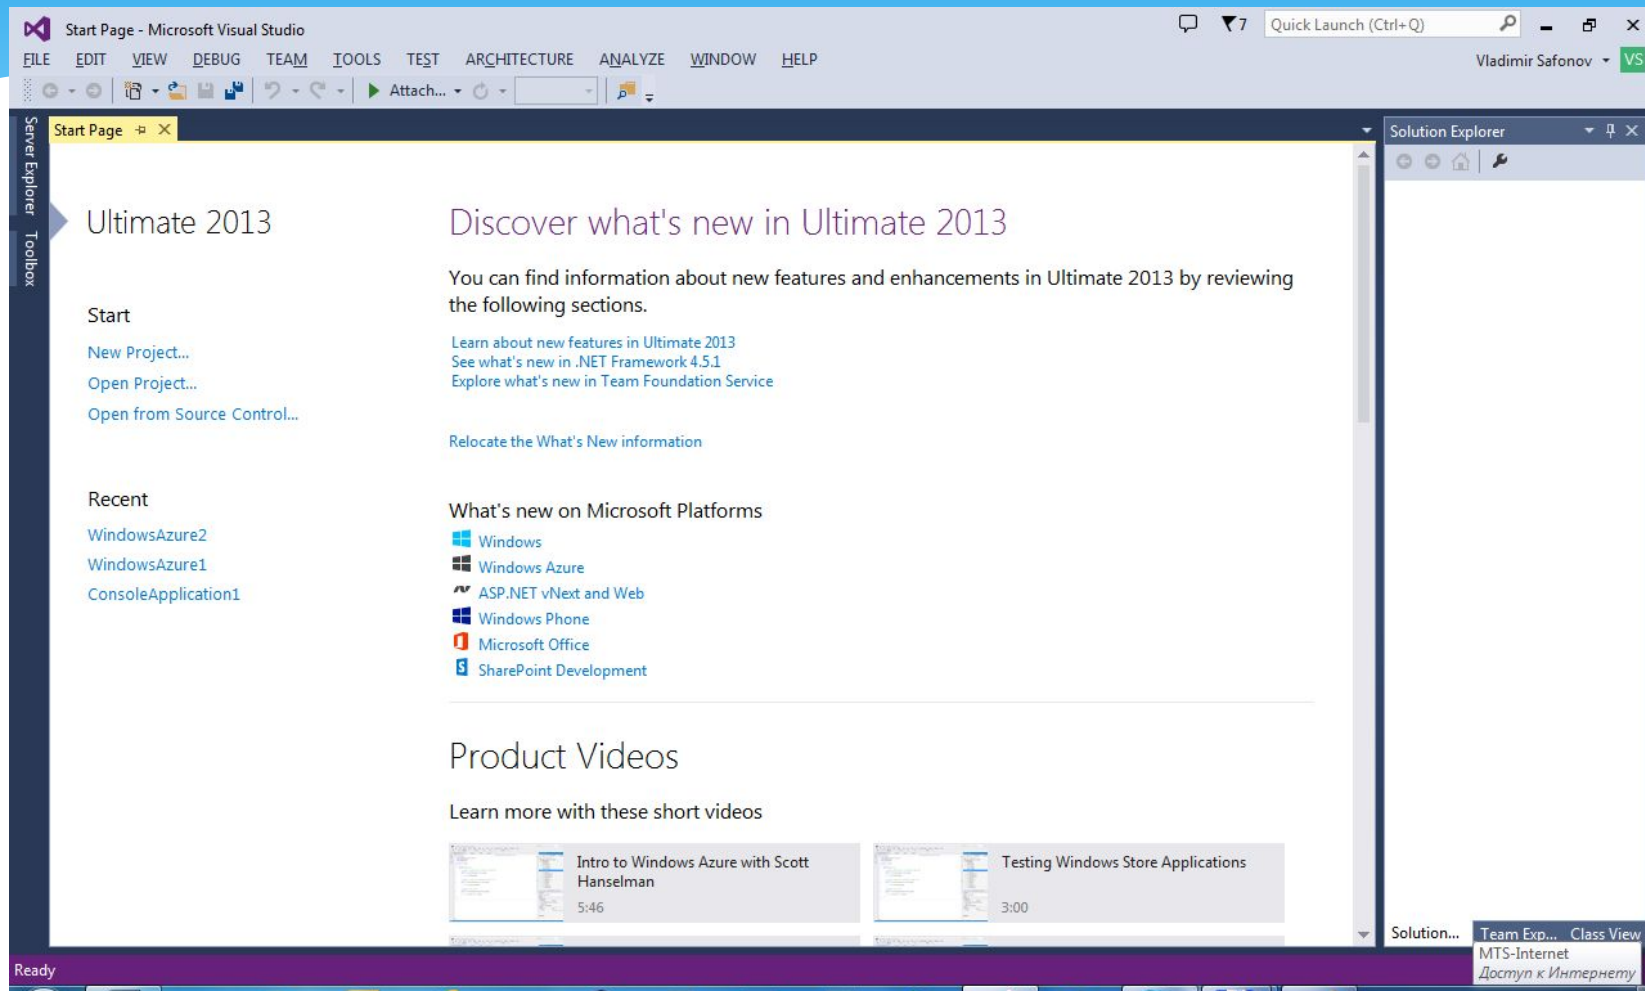 Start Page - Microsoft Visual Studio
7
Quick Launch (Ctrl+Q)
FILE EDIT VIEW DEBUG TEAM TOOLS TEST ARCHITECTURE ANALYZE WINDOW HELP
Vladimir Safonov
VS
Attach...
Server Explorer
Toolbox
Start Page
Ultimate 2013
Start
New Project...
Open Project...
Open from Source Control...
Recent
WindowsAzure2
WindowsAzure1
ConsoleApplication1
Discover what's new in Ultimate 2013
You can find information about new features and enhancements in Ultimate 2013 by reviewing
the following sections.
Learn about new features in Ultimate 2013
See what's new in .NET Framework 4.5.1
Explore what's new in Team Foundation Service
Relocate the What's New information
What's new on Microsoft Platforms
Windows
Windows Azure
ASP.NET vNext and Web
Windows Phone
Microsoft Office
SharePoint Development
Product Videos
Learn more with these short videos
Intro to Windows Azure with Scott
Hanselman
5:46
Testing Windows Store Applications
3:00
Solution Explorer
Solution... Team Exp... Class View
MTS-Internet
Доступ к Интернету
Ready